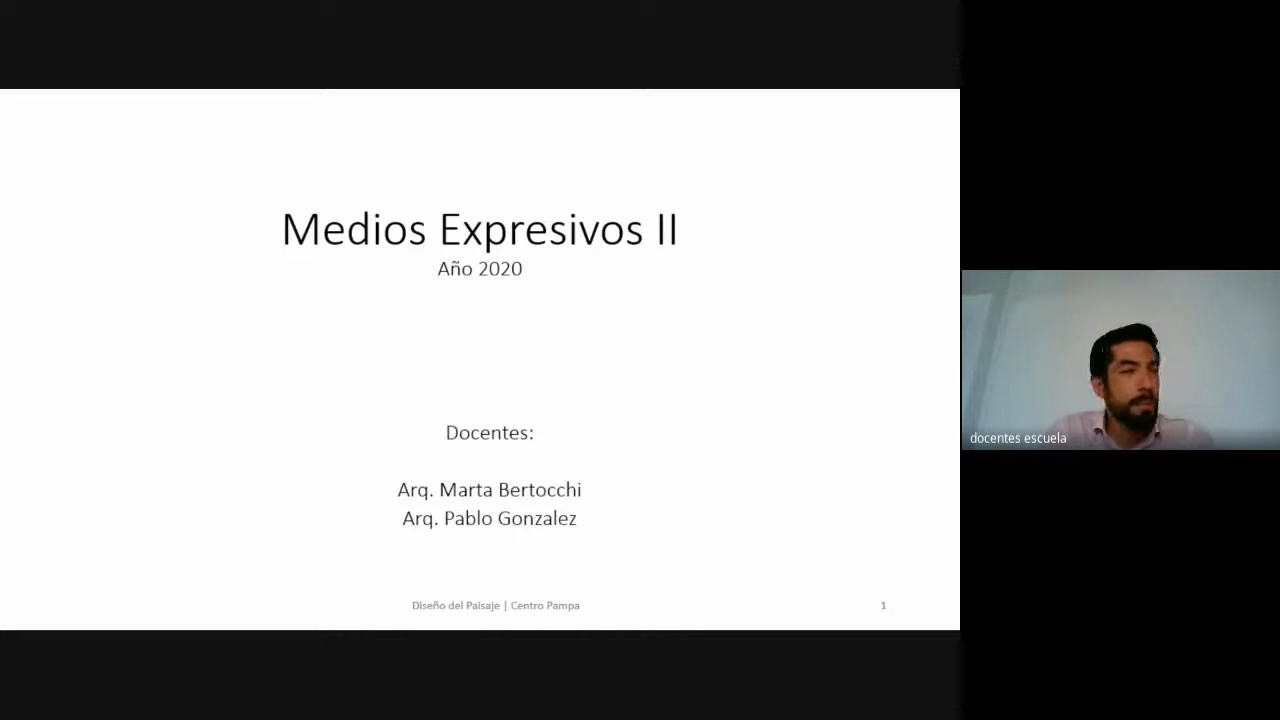 Medios Expresivos II
Año 2020
Docentes:
Arq. Marta Bertocchi
Arq. Pablo Gonzalez
Diseño del Paisaje | Centro Pampa
1
docentes escuela